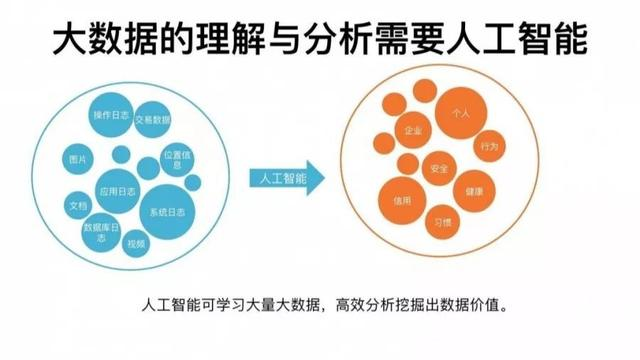 大数据的理解与分析需要人工智能
操作日志
交易数据
图片
位置信
息
应用日志
文档
系统日志
数据库日
志
视频
人工智能
个人
企业
行为
安全
健康
信用
习惯
人工智能可学习大量大数据，高效分析挖掘出数据价值。